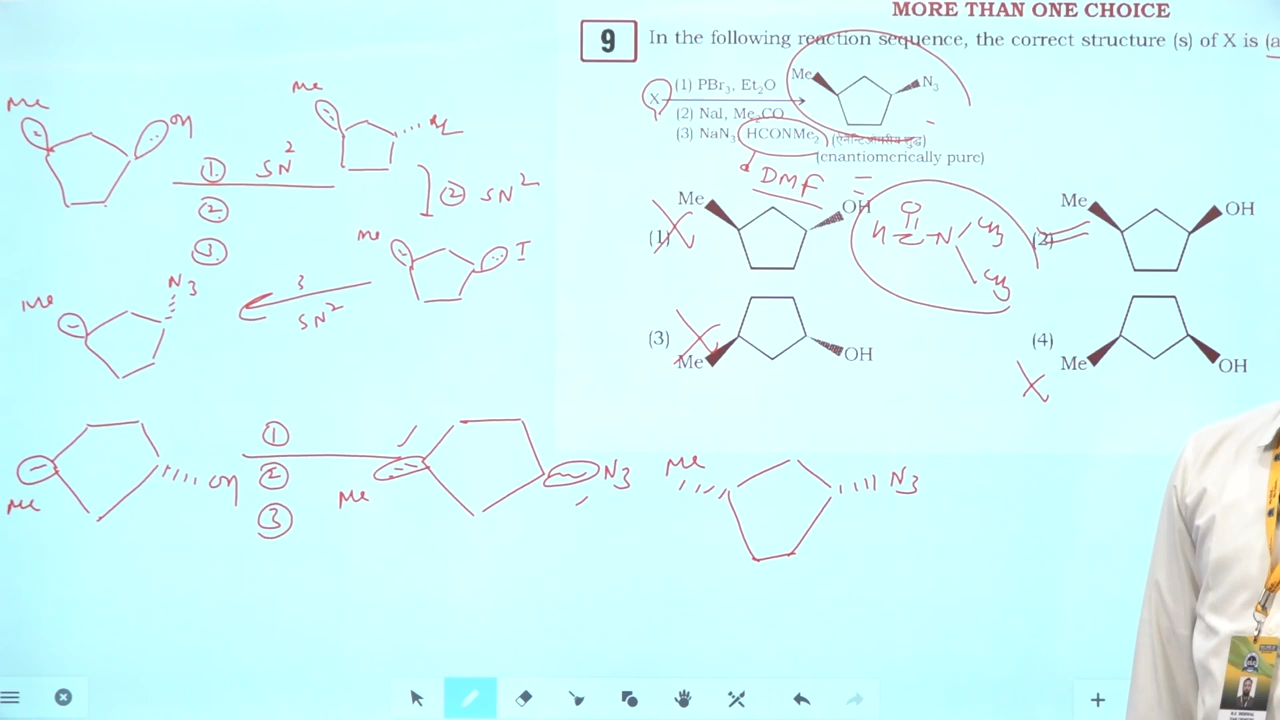 MORE THAN ONE CHOICE
9 In the following reaction sequence, the correct structure (s) of X is (a
X (1) PBr3, Et2O
(2) NaI, Me2CO
(3) NaN3 HCONMe2
Me N3
(enantiomerically pure)
DMF
(1) Me OH
(2) Me OH
(3) Me OH
(4) Me OH
H C O N CH3
CH3
Me OH
1. SN2
2.
3.
Me
2 SN2
Me I
3
SN2
Me N3
Me OH
1
2
3
Me N3
Me N3